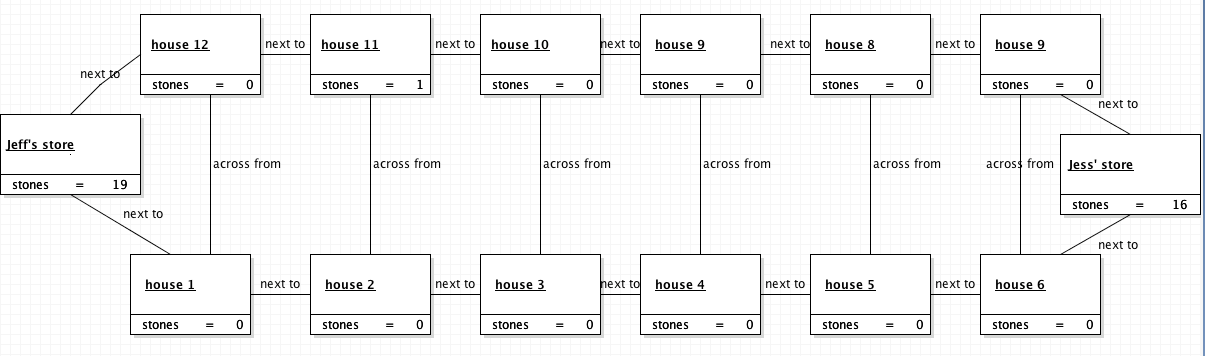 house 12
stones = 0
next to
house 11
stones = 1
next to
house 10
stones = 0
next to
house 9
stones = 0
next to
house 8
stones = 0
next to
house 9
stones = 0
next to
next to
Jeff's store
stones = 19
across from
across from
across from
across from
across from
across from
Jess' store
stones = 16
next to
next to
house 1
stones = 0
next to
house 2
stones = 0
next to
house 3
stones = 0
next to
house 4
stones = 0
next to
house 5
stones = 0
next to
house 6
stones = 0